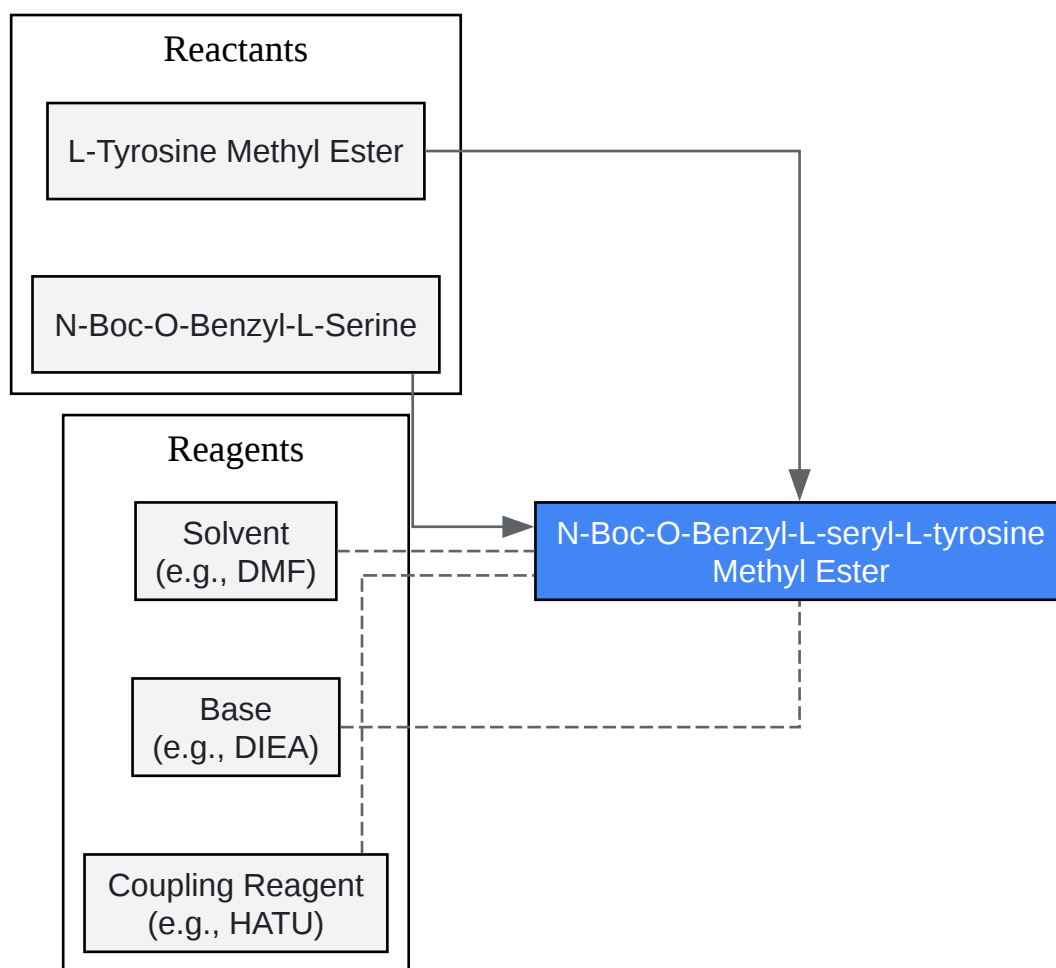 Reactants
L-Tyrosine Methyl Ester
N-Boc-O-Benzyl-L-Serine
Reagents
Solvent
(e.g., DMF)
N-Boc-O-Benzyl-L-seryl-L-tyrosine
Methyl Ester
Base
(e.g., DIEA)
Coupling Reagent
(e.g., HATU)